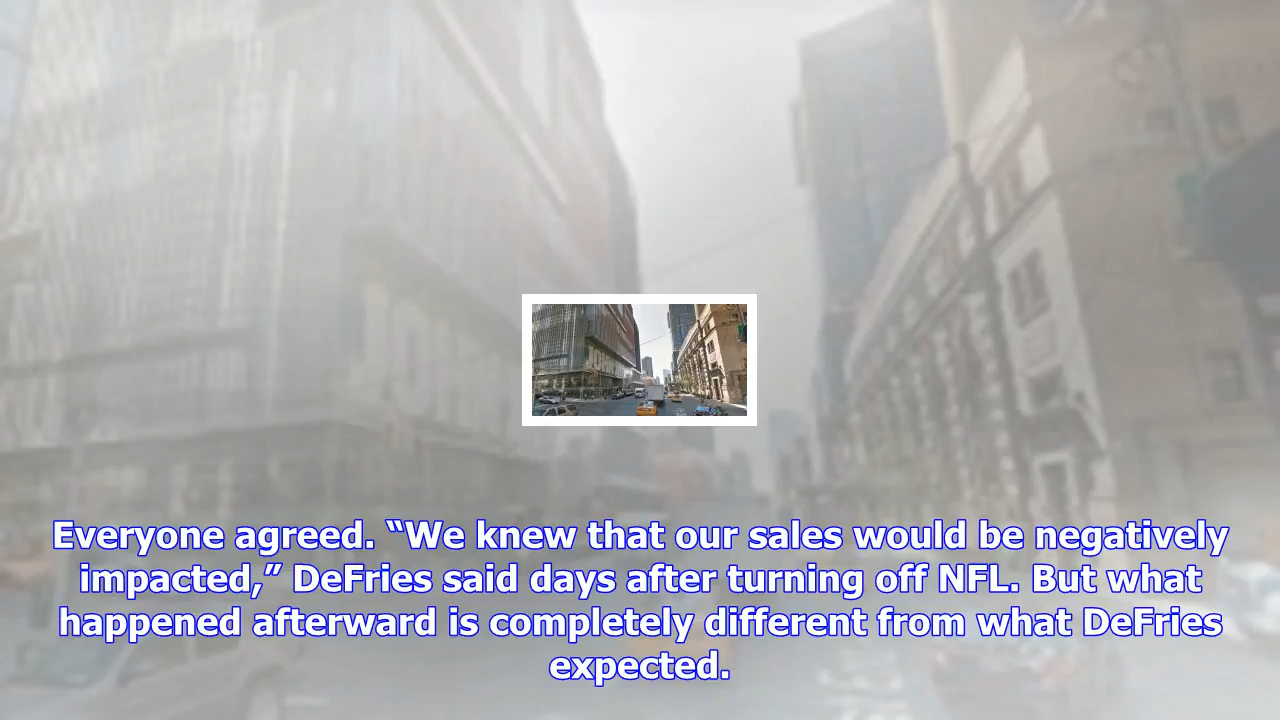 Everyone agreed. “We knew that our sales would be negatively
impacted,” DeFries said days after turning off NFL. But what
happened afterward is completely different from what DeFries
expected.